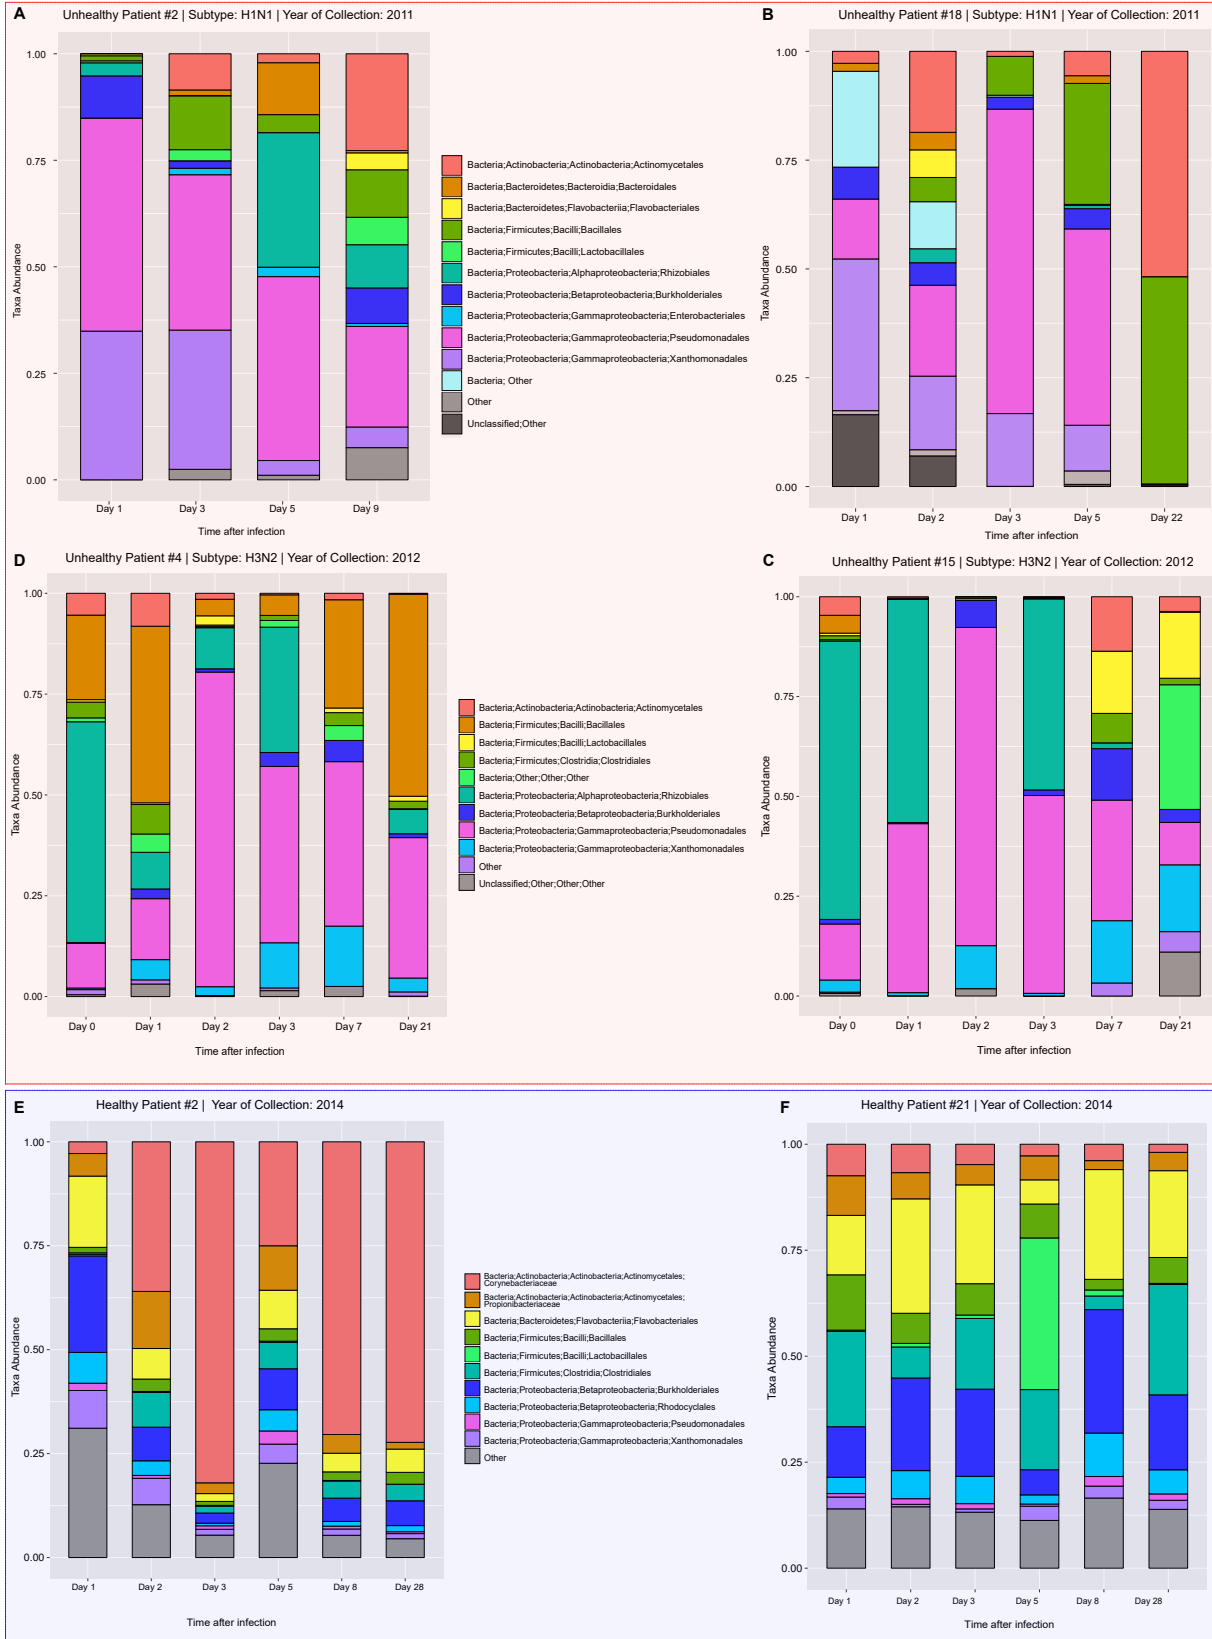 A
Unhealthy Patient #2 | Subtype: H1N1 | Year of Collection: 2011
1.00
0.75
0.50
0.25
0.00
Taxa Abundance
Day 1
Day 3
Day 5
Day 9
Time after infection
Bacteria;Actinobacteria;Actinobacteria;Actinomycetales
Bacteria;Bacteroidetes;Bacteroidia;Bacteroidales
Bacteria;Bacteroidetes;Flavobacteriia;Flavobacteriales
Bacteria;Firmicutes;Bacilli;Bacillales
Bacteria;Firmicutes;Bacilli;Lactobacillales
Bacteria;Proteobacteria;Alphaproteobacteria;Rhizobiales
Bacteria;Proteobacteria;Betaproteobacteria;Burkholderiales
Bacteria;Proteobacteria;Gammaproteobacteria;Enterobacteriales
Bacteria;Proteobacteria;Gammaproteobacteria;Pseudomonadales
Bacteria;Proteobacteria;Gammaproteobacteria;Xanthomonadales
Bacteria; Other
Other
Unclassified;Other
B
Unhealthy Patient #18 | Subtype: H1N1 | Year of Collection: 2011
1.00
0.75
0.50
0.25
0.00
Taxa Abundance
Day 1
Day 2
Day 3
Day 5
Day 22
Time after infection
D
Unhealthy Patient #4 | Subtype: H3N2 | Year of Collection: 2012
1.00
0.75
0.50
0.25
0.00
Taxa Abundance
Day 0
Day 1
Day 2
Day 3
Day 7
Day 21
Time after infection
Bacteria;Actinobacteria;Actinobacteria;Actinomycetales
Bacteria;Firmicutes;Bacilli;Bacillales
Bacteria;Firmicutes;Bacilli;Lactobacillales
Bacteria;Firmicutes;Clostridia;Clostridiales
Bacteria;Other;Other;Other
Bacteria;Proteobacteria;Alphaproteobacteria;Rhizobiales
Bacteria;Proteobacteria;Betaproteobacteria;Burkholderiales
Bacteria;Proteobacteria;Gammaproteobacteria;Pseudomonadales
Bacteria;Proteobacteria;Gammaproteobacteria;Xanthomonadales
Other
Unclassified;Other;Other;Other
C
Unhealthy Patient #15 | Subtype: H3N2 | Year of Collection: 2012
1.00
0.75
0.50
0.25
0.00
Taxa Abundance
Day 0
Day 1
Day 2
Day 3
Day 7
Day 21
Time after infection
E
Healthy Patient #2 | Year of Collection: 2014
1.00
0.75
0.50
0.25
0.00
Taxa Abundance
Day 1
Day 2
Day 3
Day 5
Day 8
Day 28
Time after infection
Bacteria;Actinobacteria;Actinobacteria;Actinomycetales;
Corynebacteriaceae
Bacteria;Actinobacteria;Actinobacteria;Actinomycetales;
Propionibacteriaceae
Bacteria;Bacteroidetes;Flavobacteriia;Flavobacteriales
Bacteria;Firmicutes;Bacilli;Bacillales
Bacteria;Firmicutes;Bacilli;Lactobacillales
Bacteria;Firmicutes;Clostridia;Clostridiales
Bacteria;Proteobacteria;Betaproteobacteria;Burkholderiales
Bacteria;Proteobacteria;Betaproteobacteria;Rhodocyclales
Bacteria;Proteobacteria;Gammaproteobacteria;Pseudomonadales
Bacteria;Proteobacteria;Gammaproteobacteria;Xanthomonadales
Other
F
Healthy Patient #21 | Year of Collection: 2014
1.00
0.75
0.50
0.25
0.00
Taxa Abundance
Day 1
Day 2
Day 3
Day 5
Day 8
Day 28
Time after infection